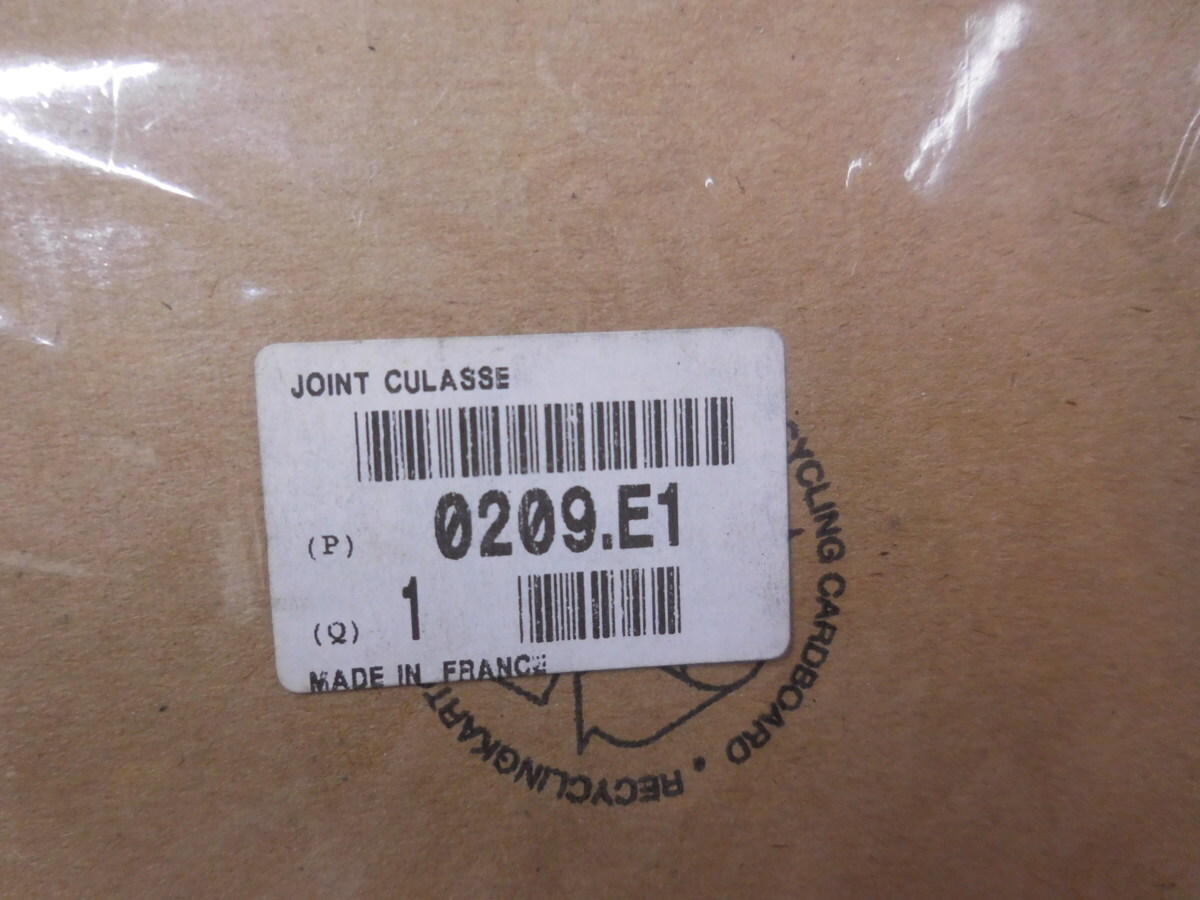 JOINT CULASSE
(P) 0209.E1
(Q) 1
MADE IN FRANCE
CYCLING CARDBOARD • RECYCLINGKART